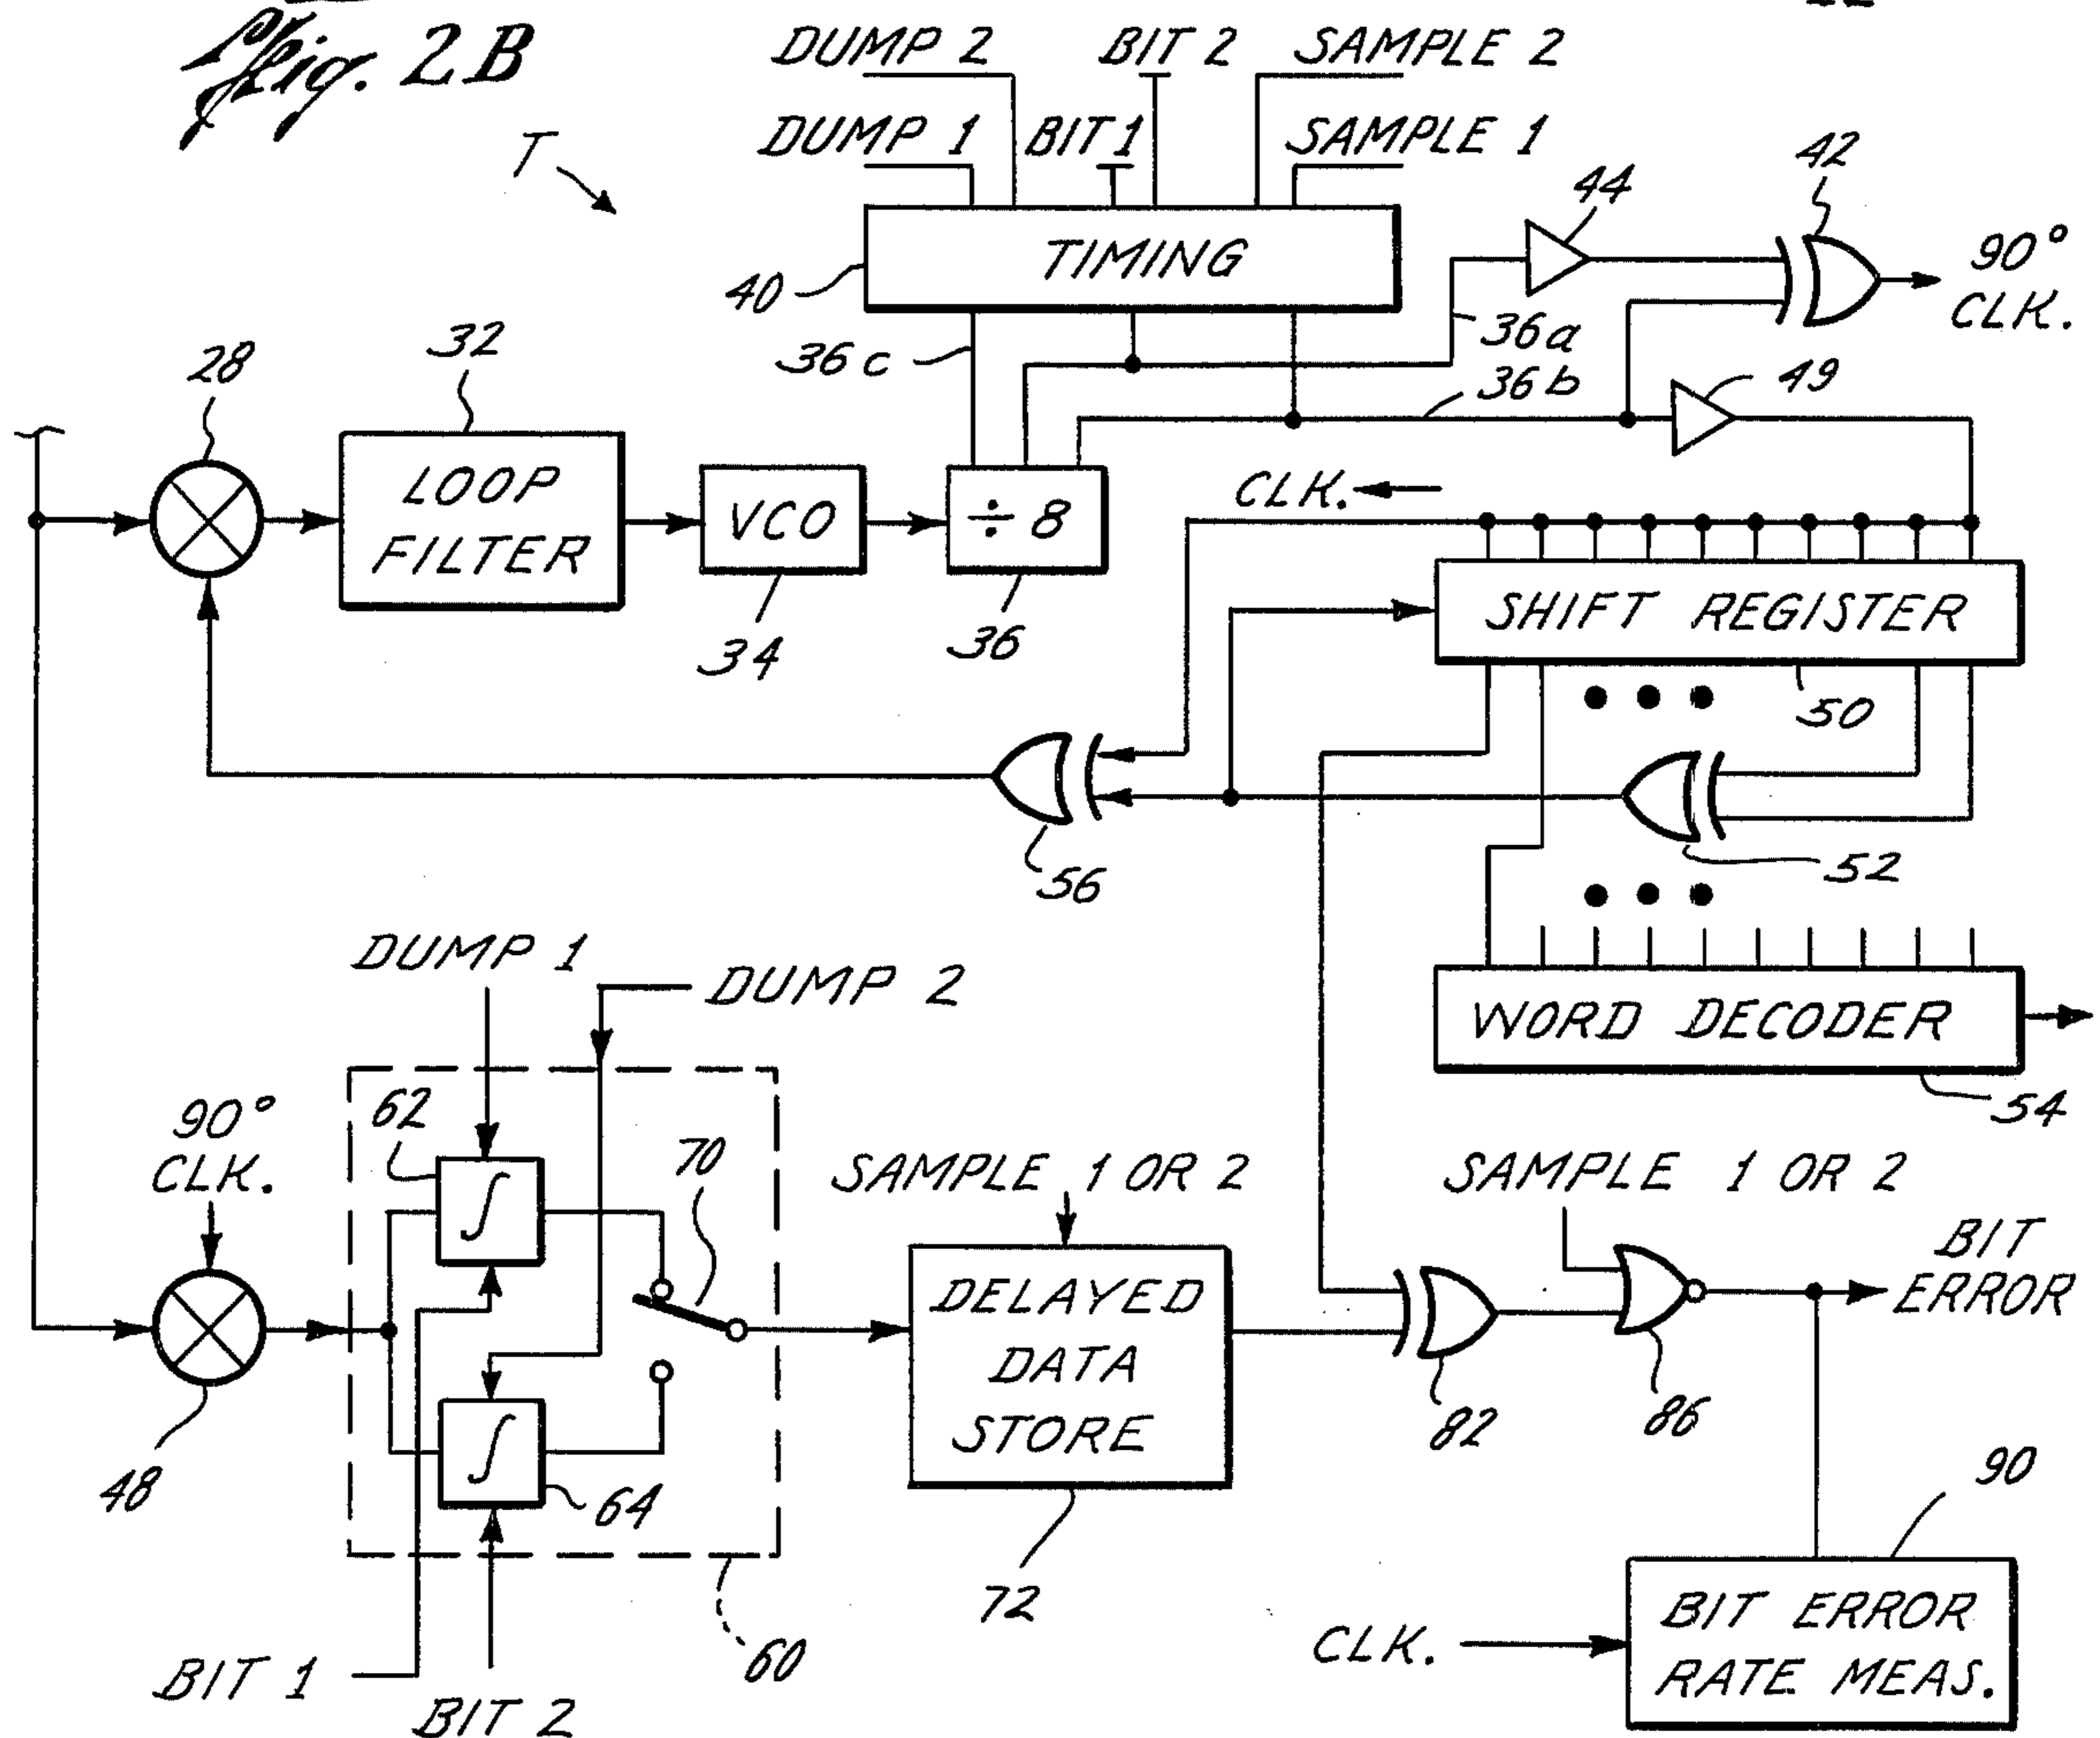 Fig. 2B
DUMP 2
BIT 2
SAMPLE 2
DUMP 1
BIT 1
SAMPLE 1
T
42
44
TIMING
90°
CLK.
40
36c
36a
36b
49
32
28
LOOP
FILTER
VCO
÷ 8
CLK.
SHIFT REGISTER
34
36
50
56
52
DUMP 1
DUMP 2
WORD DECODER
54
90°
CLK.
62
∫
70
SAMPLE 1 OR 2
SAMPLE 1 OR 2
BIT
ERROR
DELAYED
DATA
STORE
48
∫
64
82
86
90
72
60
BIT 1
BIT 2
CLK.
BIT ERROR
RATE MEAS.